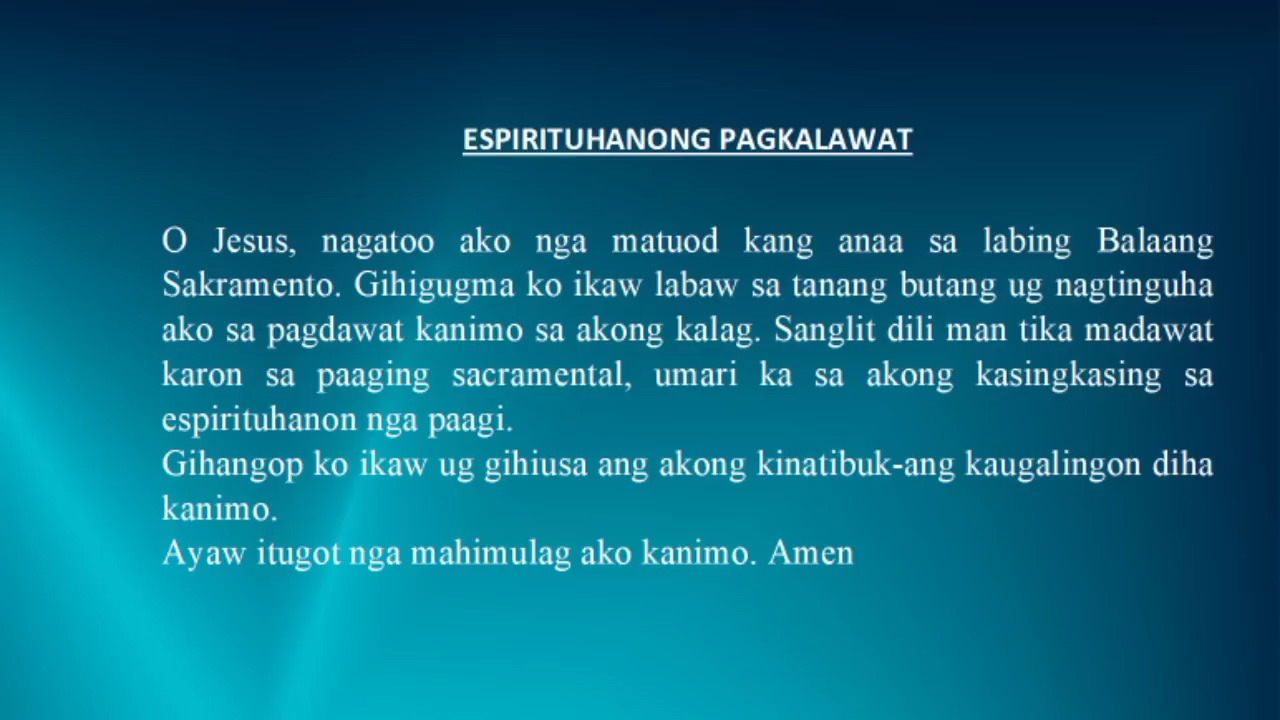 ESPIRITUHANONG PAGKALAWAT
O Jesus, nagatoo ako nga matuod kang anaa sa labing Balaang
Sakramento. Gihigugma ko ikaw labaw sa tanang butang ug nagtinguha
ako sa pagdawat kanimo sa akong kalag. Sanglit dili man tika madawat
karon sa paaging sacramental, umari ka sa akong kasingkasing sa
espirituhanon nga paagi.
Gihangop ko ikaw ug gihiusa ang akong kinatibuk-ang kaugalingon diha
kanimo.
Ayaw itugot nga mahimulag ako kanimo. Amen